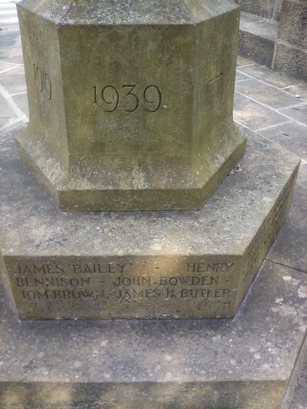 1939
JAMES BAILEY - HENRY
BENNISON - JOHN BOWDEN -
TOM BROWN - JAMES H. BUTLER